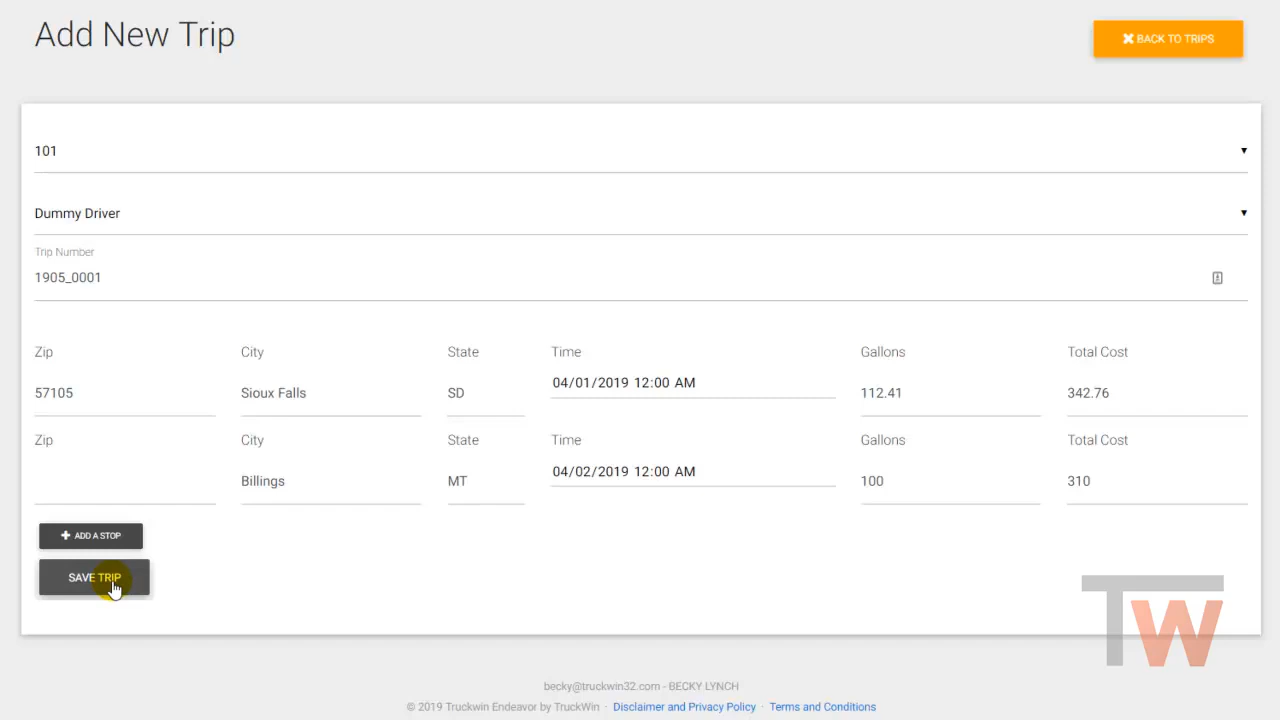 Add New Trip
✖ BACK TO TRIPS
101
Dummy Driver
Trip Number
1905_0001
Zip City State Time Gallons Total Cost
57105 Sioux Falls SD 04/01/2019 12:00 AM 112.41 342.76
Zip City State Time Gallons Total Cost
Billings MT 04/02/2019 12:00 AM 100 310
+ ADD A STOP
SAVE TRIP
TW
becky@truckwin32.com - BECKY LYNCH
© 2019 Truckwin Endeavor by TruckWin · Disclaimer and Privacy Policy · Terms and Conditions